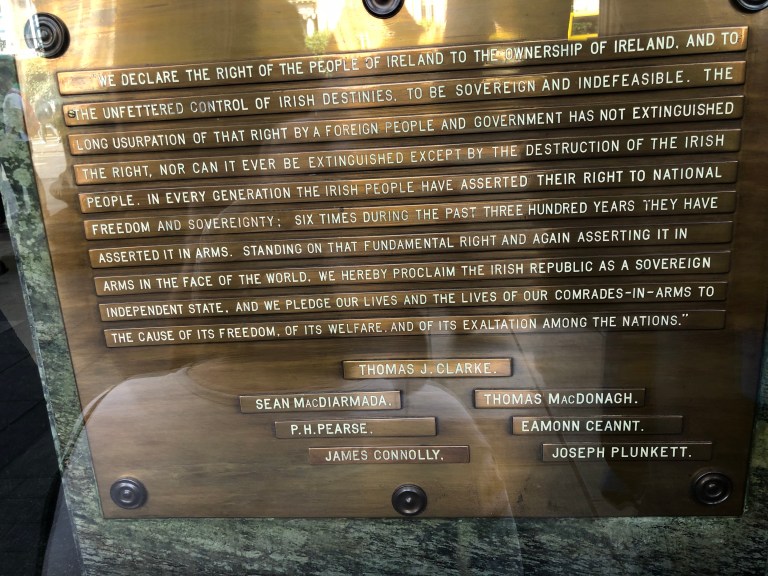 "WE DECLARE THE RIGHT OF THE PEOPLE OF IRELAND TO THE OWNERSHIP OF IRELAND, AND TO
THE UNFETTERED CONTROL OF IRISH DESTINIES, TO BE SOVEREIGN AND INDEFEASIBLE. THE
LONG USURPATION OF THAT RIGHT BY A FOREIGN PEOPLE AND GOVERNMENT HAS NOT EXTINGUISHED
THE RIGHT, NOR CAN IT EVER BE EXTINGUISHED EXCEPT BY THE DESTRUCTION OF THE IRISH
PEOPLE. IN EVERY GENERATION THE IRISH PEOPLE HAVE ASSERTED THEIR RIGHT TO NATIONAL
FREEDOM AND SOVEREIGNTY; SIX TIMES DURING THE PAST THREE HUNDRED YEARS THEY HAVE
ASSERTED IT IN ARMS. STANDING ON THAT FUNDAMENTAL RIGHT AND AGAIN ASSERTING IT IN
ARMS IN THE FACE OF THE WORLD, WE HEREBY PROCLAIM THE IRISH REPUBLIC AS A SOVEREIGN
INDEPENDENT STATE, AND WE PLEDGE OUR LIVES AND THE LIVES OF OUR COMRADES-IN-ARMS TO
THE CAUSE OF ITS FREEDOM, OF ITS WELFARE, AND OF ITS EXALTATION AMONG THE NATIONS."
THOMAS J. CLARKE.
SEAN MACDIARMADA. THOMAS MACDONAGH.
P.H. PEARSE. EAMONN CEANNT.
JAMES CONNOLLY. JOSEPH PLUNKETT.